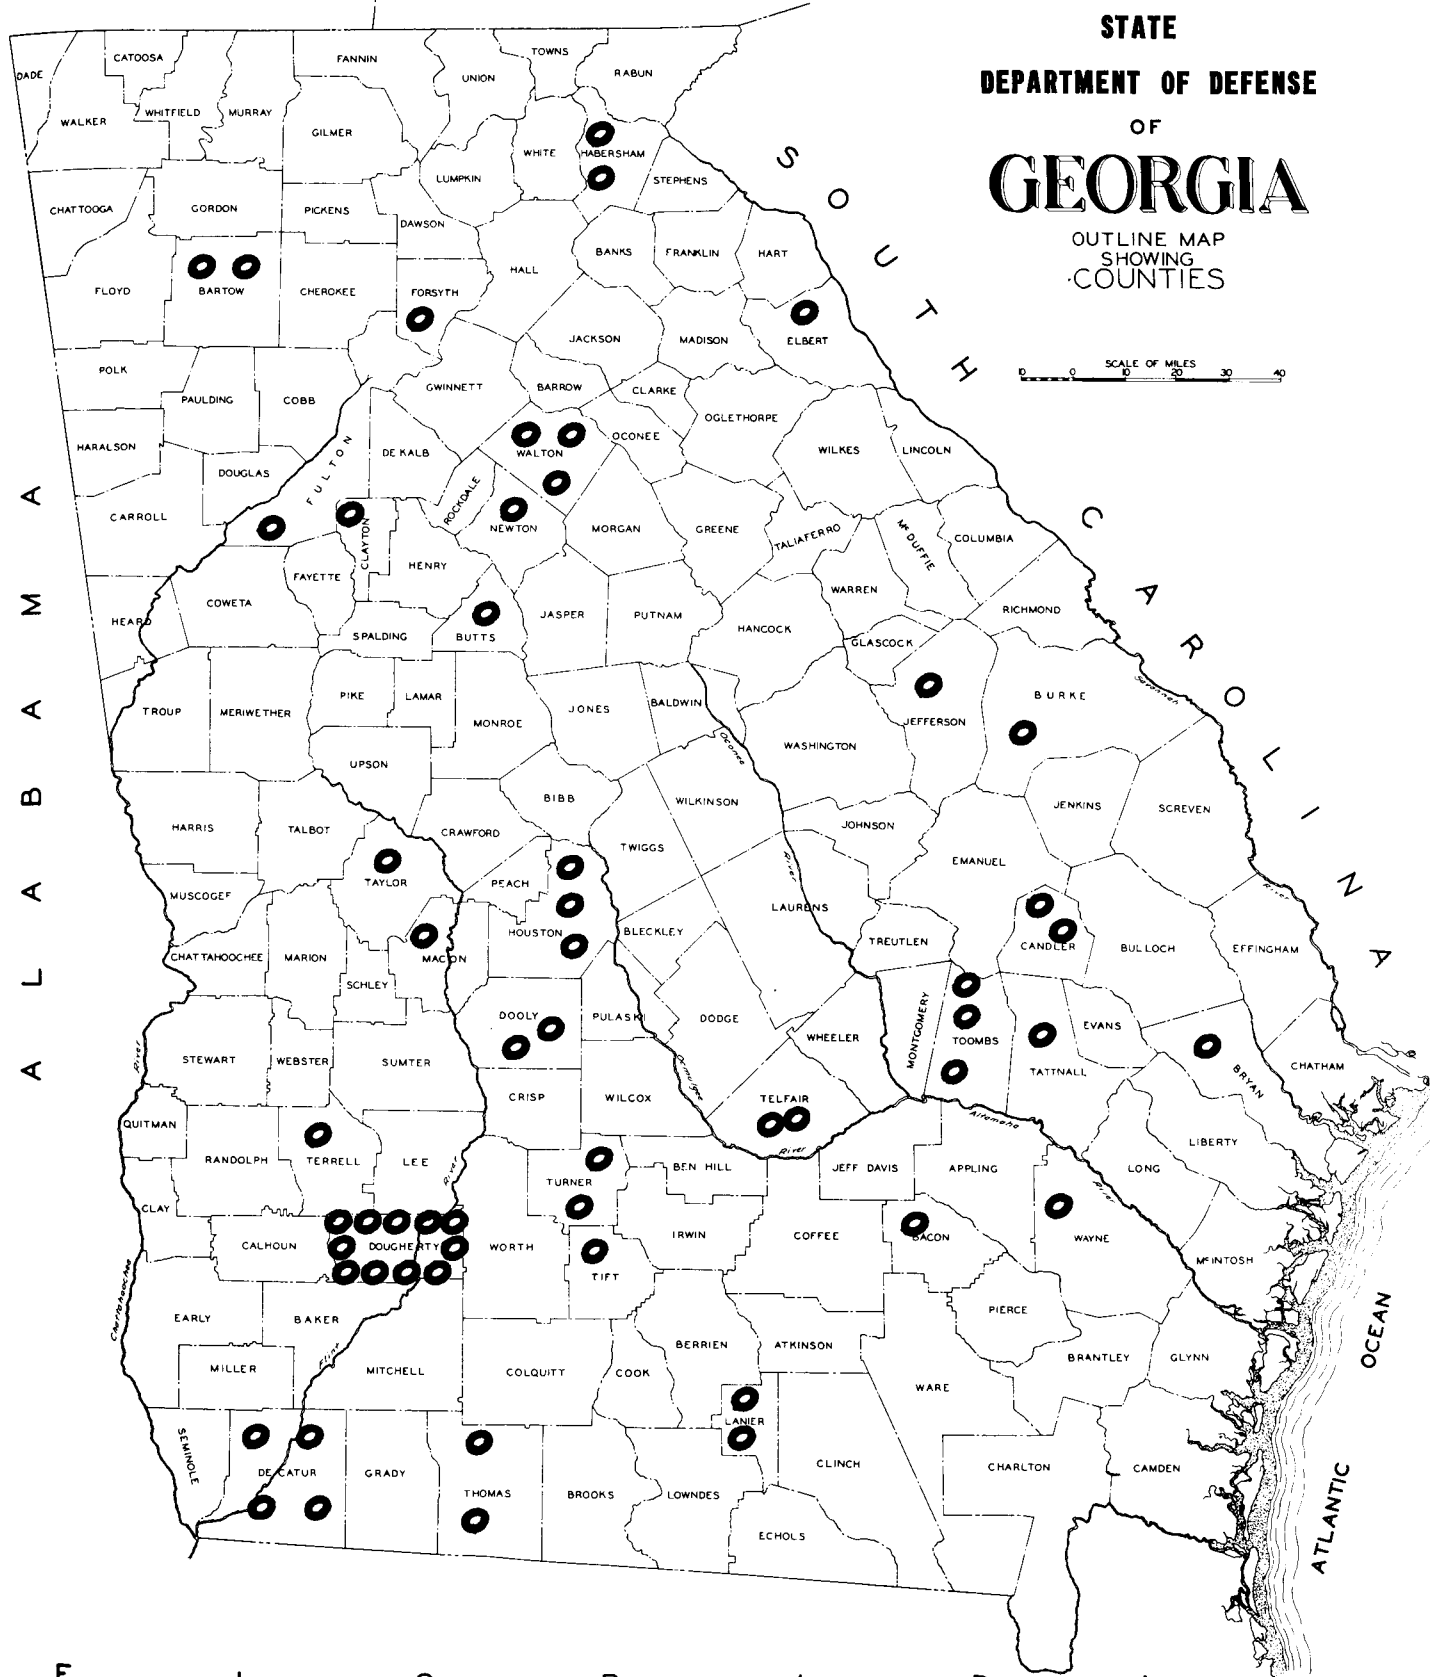 STATE
DEPARTMENT OF DEFENSE
OF
GEORGIA
OUTLINE MAP
SHOWING
COUNTIES
SCALE OF MILES
10 0 10 20 30 40
SOUTH CAROLINA
ALABAMA
ATLANTIC OCEAN
DADE
CATOOSA
FANNIN
UNION
TOWNS
RABUN
WALKER
WHITFIELD
MURRAY
GILMER
WHITE
HABERSHAM
LUMPKIN
STEPHENS
CHATTOOGA
GORDON
PICKENS
DAWSON
HALL
BANKS
FRANKLIN
HART
FLOYD
BARTOW
CHEROKEE
FORSYTH
JACKSON
MADISON
ELBERT
POLK
PAULDING
COBB
GWINNETT
BARROW
CLARKE
OGLETHORPE
HARALSON
DOUGLAS
FULTON
DE KALB
ROCKDALE
WALTON
OCONEE
WILKES
LINCOLN
CARROLL
CLAYTON
NEWTON
MORGAN
GREENE
TALIAFERRO
McDUFFIE
COLUMBIA
FAYETTE
HENRY
HEARD
COWETA
SPALDING
BUTTS
JASPER
PUTNAM
HANCOCK
WARREN
GLASCOCK
RICHMOND
TROUP
MERIWETHER
PIKE
LAMAR
MONROE
JONES
BALDWIN
WASHINGTON
JEFFERSON
BURKE
Savannah
UPSON
Oconee
HARRIS
TALBOT
CRAWFORD
BIBB
TWIGGS
WILKINSON
JOHNSON
EMANUEL
JENKINS
SCREVEN
MUSCOGEE
TAYLOR
PEACH
HOUSTON
BLECKLEY
LAURENS
River
TREUTLEN
CANDLER
BULLOCH
EFFINGHAM
River
CHATTAHOOCHEE
MARION
SCHLEY
MACON
DOOLY
PULASKI
DODGE
WHEELER
MONTGOMERY
TOOMBS
TATTNALL
EVANS
BRYAN
CHATHAM
STEWART
WEBSTER
SUMTER
River
CRISP
WILCOX
Ocmulgee
TELFAIR
River
Altamaha
LIBERTY
QUITMAN
RANDOLPH
TERRELL
LEE
River
TURNER
BEN HILL
JEFF DAVIS
APPLING
LONG
River
CLAY
CALHOUN
DOUGHERTY
WORTH
TIFT
IRWIN
COFFEE
BACON
WAYNE
McINTOSH
Chattahoochee
EARLY
BAKER
Flint
MILLER
MITCHELL
COLQUITT
COOK
BERRIEN
ATKINSON
WARE
PIERCE
BRANTLEY
GLYNN
SEMINOLE
DECATUR
GRADY
THOMAS
BROOKS
LANIER
LOWNDES
CLINCH
ECHOLS
CHARLTON
CAMDEN